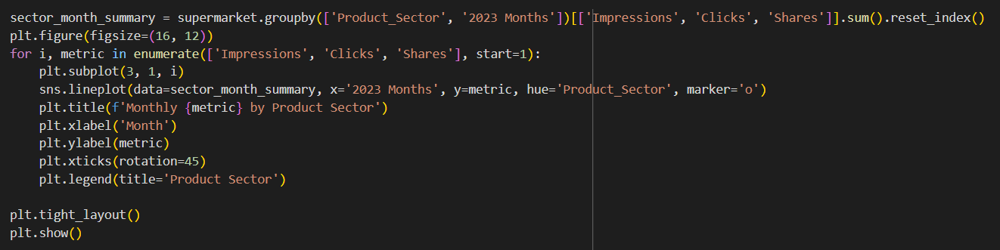 sector_month_summary = supermarket.groupby(['Product_Sector', '2023 Months'])[['Impressions', 'Clicks', 'Shares']].sum().reset_index()
plt.figure(figsize=(16, 12))
for i, metric in enumerate(['Impressions', 'Clicks', 'Shares'], start=1):
    plt.subplot(3, 1, i)
    sns.lineplot(data=sector_month_summary, x='2023 Months', y=metric, hue='Product_Sector', marker='o')
    plt.title(f'Monthly {metric} by Product Sector')
    plt.xlabel('Month')
    plt.ylabel(metric)
    plt.xticks(rotation=45)
    plt.legend(title='Product Sector')

plt.tight_layout()
plt.show()